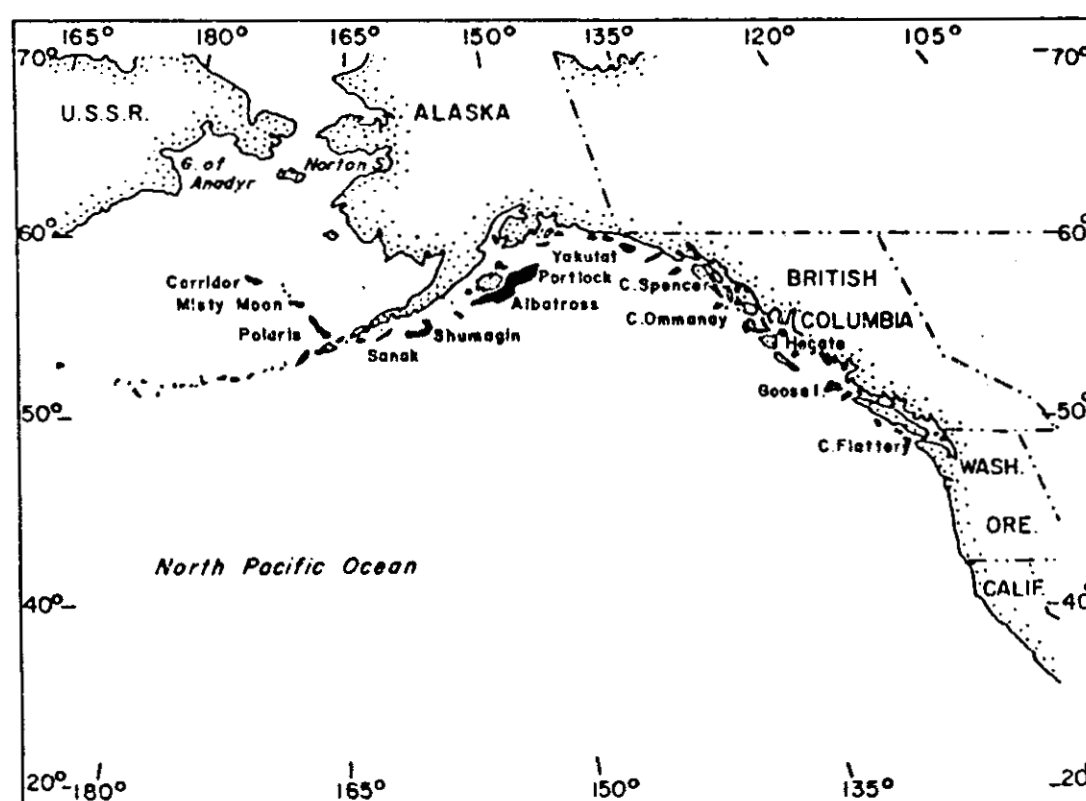 165° 180° 165° 150° 135° 120° 105°
70° 70°
U.S.S.R. ALASKA
G. of Anadyr
Norton S.
60° 60°
Yakutat
BRITISH COLUMBIA
Corridor
Portlock
C. Spencer
Misty Moon
Albatross
C. Ommaney
Polaris
Shumagin
Hecate
Sanak
Goose I.
50° 50°
C. Flattery
WASH.
ORE.
North Pacific Ocean
CALIF.
40° 40°
20° 180° 165° 150° 135° 20°